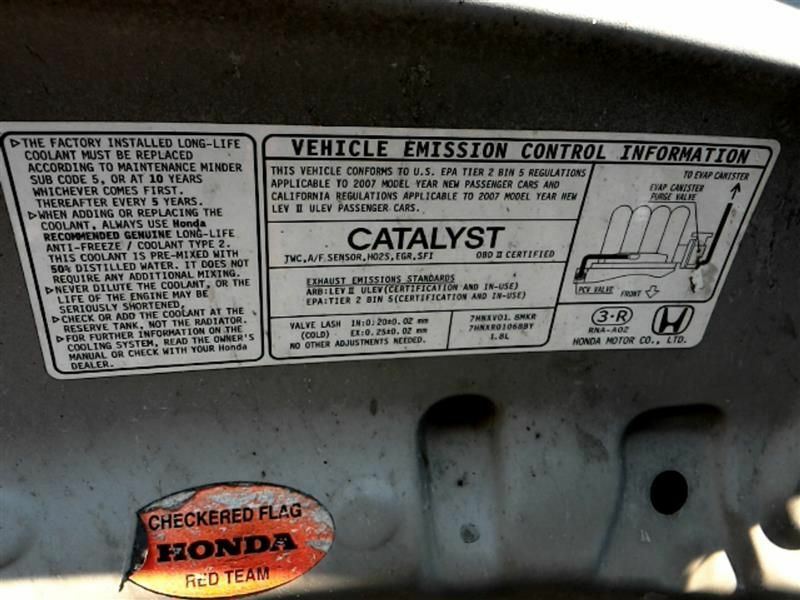 ▷THE FACTORY INSTALLED LONG-LIFE
COOLANT MUST BE REPLACED
ACCORDING TO MAINTENANCE MINDER
SUB CODE 5, OR AT 10 YEARS
WHICHEVER COMES FIRST.
THEREAFTER EVERY 5 YEARS.
▷WHEN ADDING OR REPLACING THE
COOLANT, ALWAYS USE Honda
RECOMMENDED GENUINE LONG-LIFE
ANTI-FREEZE / COOLANT TYPE 2.
THIS COOLANT IS PRE-MIXED WITH
50% DISTILLED WATER. IT DOES NOT
REQUIRE ANY ADDITIONAL MIXING.
▷NEVER DILUTE THE COOLANT, OR THE
LIFE OF THE ENGINE MAY BE
SERIOUSLY SHORTENED.
▷CHECK OR ADD THE COOLANT AT THE
RESERVE TANK, NOT THE RADIATOR.
▷FOR FURTHER INFORMATION ON THE
COOLING SYSTEM, READ THE OWNER'S
MANUAL OR CHECK WITH YOUR Honda
DEALER.
VEHICLE EMISSION CONTROL INFORMATION
THIS VEHICLE CONFORMS TO U.S. EPA TIER 2 BIN 5 REGULATIONS
APPLICABLE TO 2007 MODEL YEAR NEW PASSENGER CARS AND
CALIFORNIA REGULATIONS APPLICABLE TO 2007 MODEL YEAR NEW
LEV II ULEV PASSENGER CARS.
CATALYST
TWC,A/F SENSOR,HO2S,EGR,SFI OBD II CERTIFIED
EXHAUST EMISSIONS STANDARDS
ARB:LEV II ULEV(CERTIFICATION AND IN-USE)
EPA:TIER 2 BIN 5(CERTIFICATION AND IN-USE)
VALVE LASH IN:0.20±0.02 mm
(COLD) EX:0.25±0.02 mm
NO OTHER ADJUSTMENTS NEEDED.
7HNXV01.8MKR
7HNXR0106BBY
1.8L
TO EVAP CANISTER
EVAP CANISTER
PURGE VALVE
PCV VALVE FRONT
3-R
RNA-A02
HONDA MOTOR CO., LTD.
CHECKERED FLAG
HONDA
RED TEAM